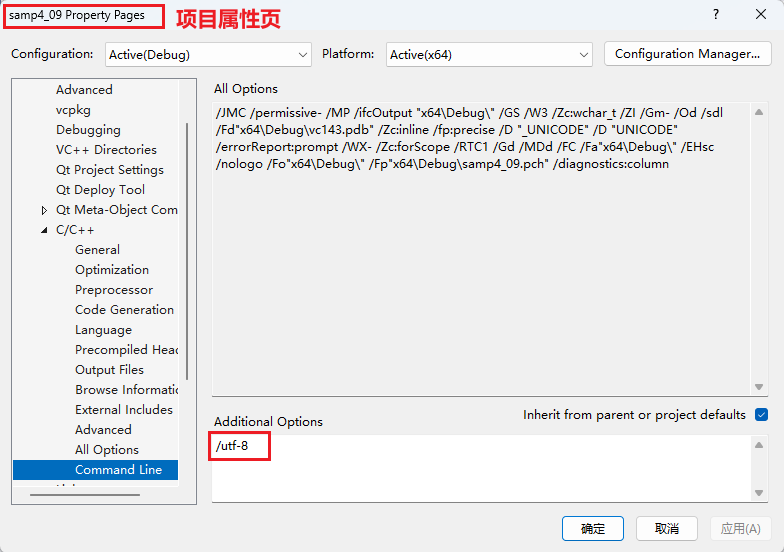 samp4_09 Property Pages
项目属性页
?
Configuration:
Active(Debug)
Platform:
Active(x64)
Configuration Manager...
Advanced
vcpkg
Debugging
VC++ Directories
Qt Project Settings
Qt Deploy Tool
Qt Meta-Object Com
C/C++
General
Optimization
Preprocessor
Code Generation
Language
Precompiled Head
Output Files
Browse Informatio
External Includes
Advanced
All Options
Command Line
All Options
/JMC /permissive- /MP /ifcOutput "x64\Debug\" /GS /W3 /Zc:wchar_t /ZI /Gm- /Od /sdl
/Fd"x64\Debug\vc143.pdb" /Zc:inline /fp:precise /D "_UNICODE" /D "UNICODE"
/errorReport:prompt /WX- /Zc:forScope /RTC1 /Gd /MDd /FC /Fa"x64\Debug\" /EHsc
/nologo /Fo"x64\Debug\" /Fp"x64\Debug\samp4_09.pch" /diagnostics:column
Additional Options
Inherit from parent or project defaults
/utf-8
确定
取消
应用(A)